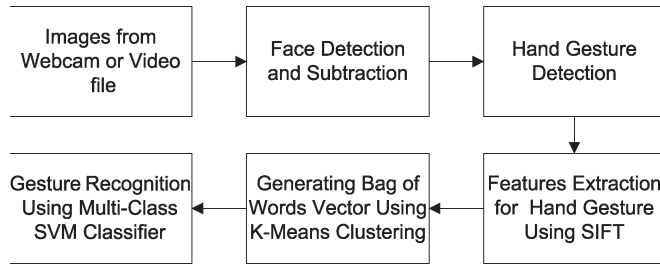 Images from
Webcam or Video
file
Face Detection
and Subtraction
Hand Gesture
Detection
Features Extraction
for Hand Gesture
Using SIFT
Generating Bag of
Words Vector Using
K-Means Clustering
Gesture Recognition
Using Multi-Class
SVM Classifier